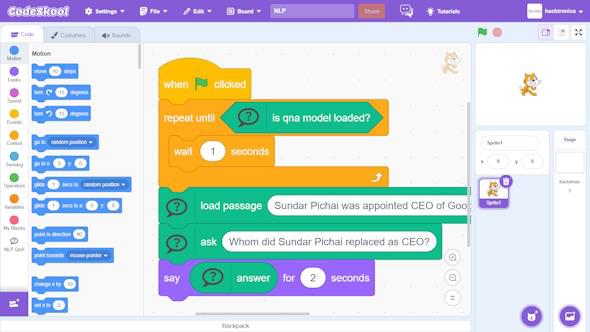 CodeSkool
Settings File Edit Board NLP Share Tutorials hacktronics
Code Costumes Sounds
Motion
Looks
Sound
Events
Control
Sensing
Operators
Variables
My Blocks
NLP QnA
Motion
move 10 steps
turn 15 degrees
turn 15 degrees
go to random position
go to x: 0 y: 0
glide 1 secs to random position
glide 1 secs to x: 0 y: 0
point in direction 90
point towards mouse-pointer
change x by 10
set x to 0
when clicked
repeat until ? is qna model loaded?
wait 1 seconds
? load passage Sundar Pichai was appointed CEO of Goo
? ask Whom did Sundar Pichai replaced as CEO?
say ? answer for 2 seconds
Backpack
Sprite1
x 0 y 0
Sprite1
Stage
Backdrops
1